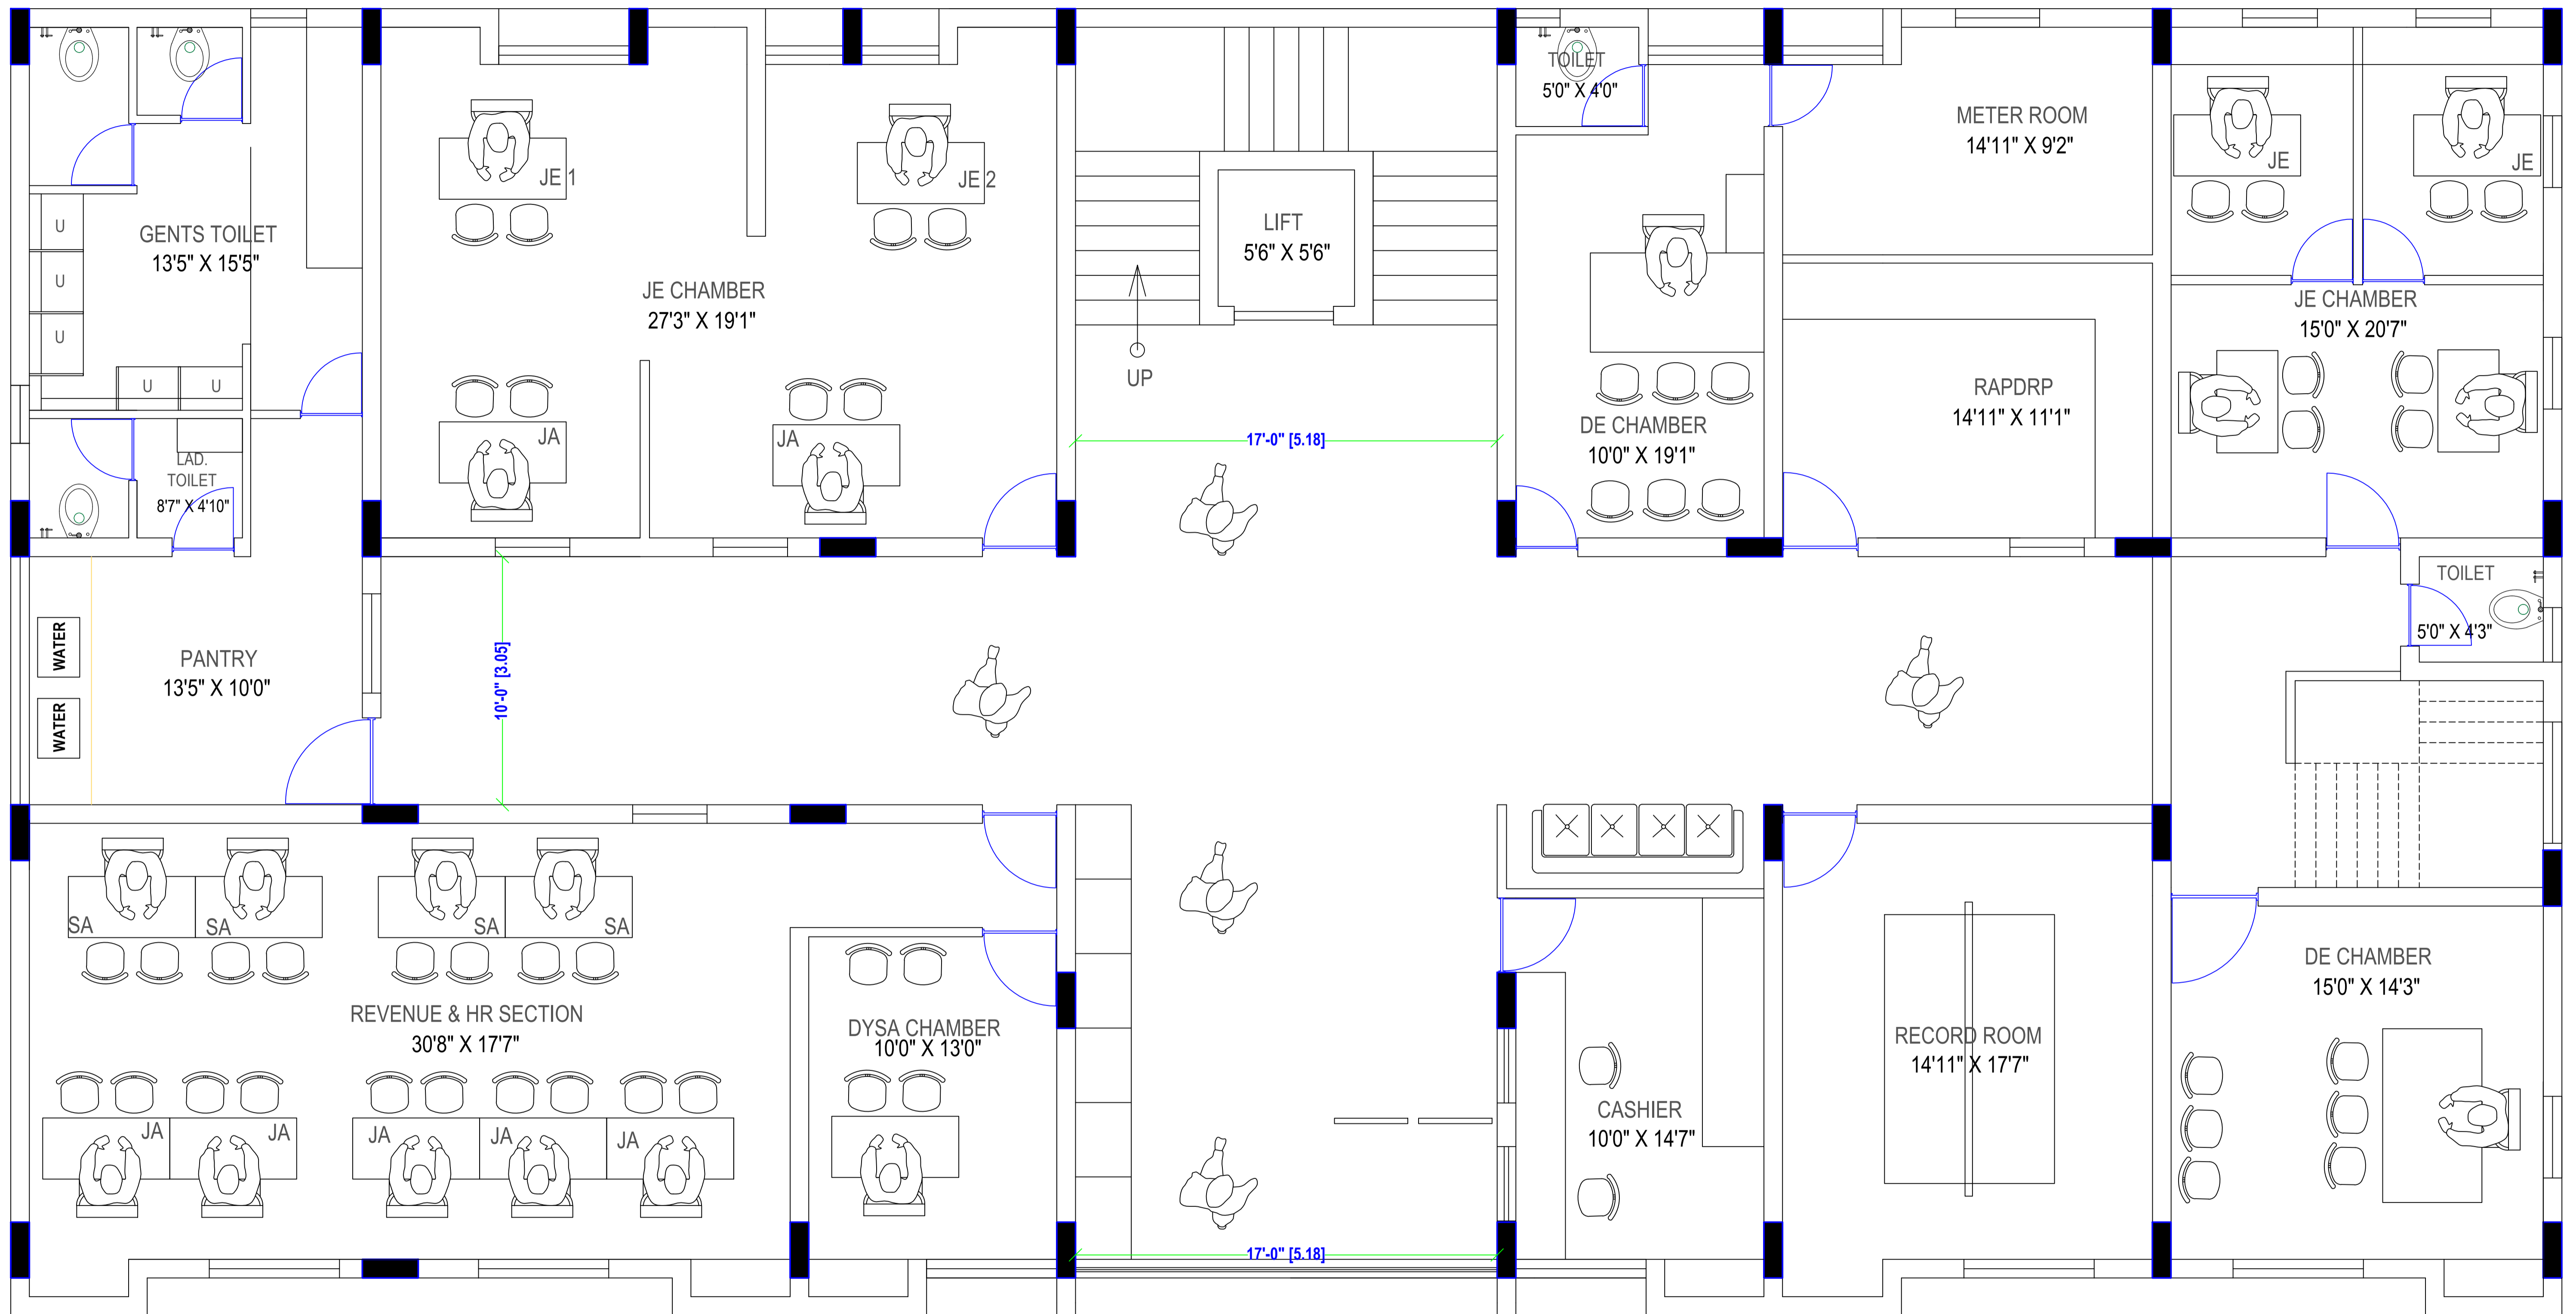 TOILET
5'0" X 4'0"
METER ROOM
14'11" X 9'2"
JE
JE
JE 1
JE 2
U
U
U
U
U
GENTS TOILET
13'5" X 15'5"
LIFT
5'6" X 5'6"
JE CHAMBER
27'3" X 19'1"
JE CHAMBER
15'0" X 20'7"
UP
RAPDRP
14'11" X 11'1"
DE CHAMBER
10'0" X 19'1"
17'-0" [5.18]
JA
JA
LAD.
TOILET
8'7" X 4'10"
TOILET
5'0" X 4'3"
WATER
WATER
PANTRY
13'5" X 10'0"
10'-0" [3.05]
SA
SA
SA
SA
REVENUE & HR SECTION
30'8" X 17'7"
DYSA CHAMBER
10'0" X 13'0"
DE CHAMBER
15'0" X 14'3"
RECORD ROOM
14'11" X 17'7"
CASHIER
10'0" X 14'7"
JA
JA
JA
JA
JA
17'-0" [5.18]